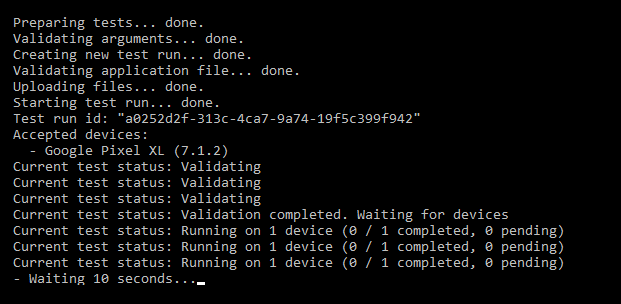 Preparing tests... done.
Validating arguments... done.
Creating new test run... done.
Validating application file... done.
Uploading files... done.
Starting test run... done.
Test run id: "a0252d2f-313c-4ca7-9a74-19f5c399f942"
Accepted devices:
  - Google Pixel XL (7.1.2)
Current test status: Validating
Current test status: Validating
Current test status: Validating
Current test status: Validation completed. Waiting for devices
Current test status: Running on 1 device (0 / 1 completed, 0 pending)
Current test status: Running on 1 device (0 / 1 completed, 0 pending)
Current test status: Running on 1 device (0 / 1 completed, 0 pending)
- Waiting 10 seconds...